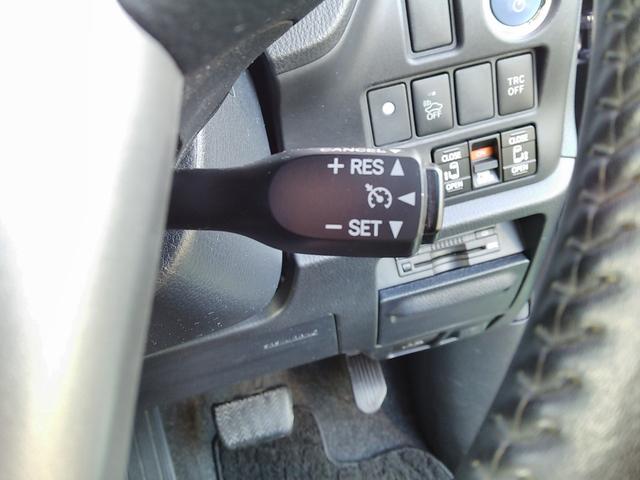 TRC
OFF
OFF
CANCEL
CLOSE
OPEN
CLOSE
OPEN
+ RES ▲
◀
− SET ▼